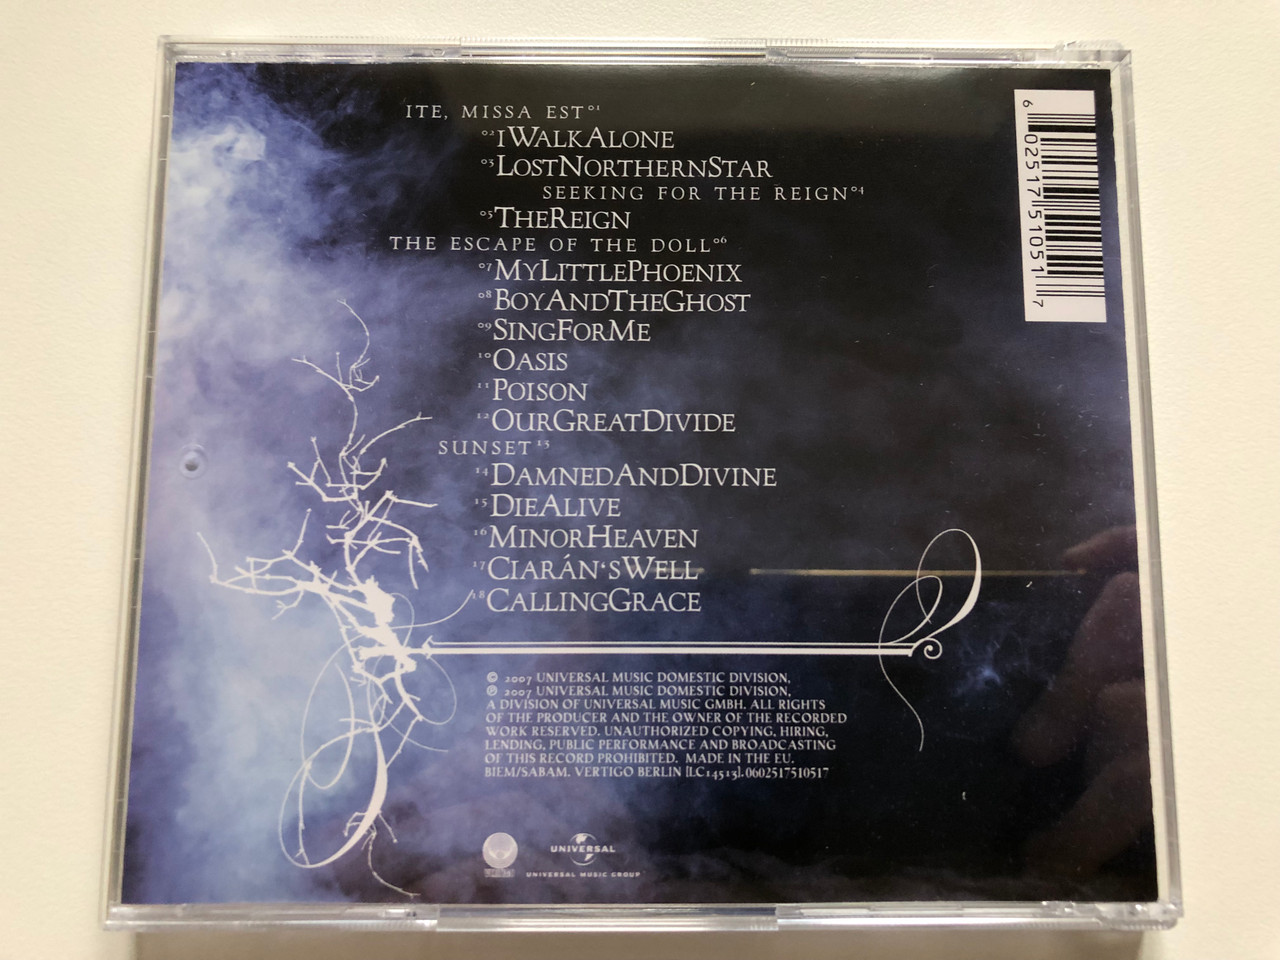 ITE, MISSA EST 01
02 I WALKALONE
03 LOSTNORTHERNSTAR
SEEKING FOR THE REIGN 04
05 THEREIGN
THE ESCAPE OF THE DOLL 06
07 MYLITTLEPHOENIX
08 BOYANDTHEGHOST
09 SINGFORME
10 OASIS
11 POISON
12 OURGREATDIVIDE
SUNSET 13
14 DAMNEDANDDIVINE
15 DIEALIVE
16 MINORHEAVEN
17 CIARÁN‘SWELL
18 CALLINGGRACE
© 2007 UNIVERSAL MUSIC DOMESTIC DIVISION,
℗ 2007 UNIVERSAL MUSIC DOMESTIC DIVISION,
A DIVISION OF UNIVERSAL MUSIC GMBH. ALL RIGHTS
OF THE PRODUCER AND THE OWNER OF THE RECORDED
WORK RESERVED. UNAUTHORIZED COPYING, HIRING,
LENDING, PUBLIC PERFORMANCE AND BROADCASTING
OF THIS RECORD PROHIBITED. MADE IN THE EU.
BIEM/SABAM. VERTIGO BERLIN [LC14513]. 0602517510517
UNIVERSAL
UNIVERSAL MUSIC GROUP
6 02517 51051 7